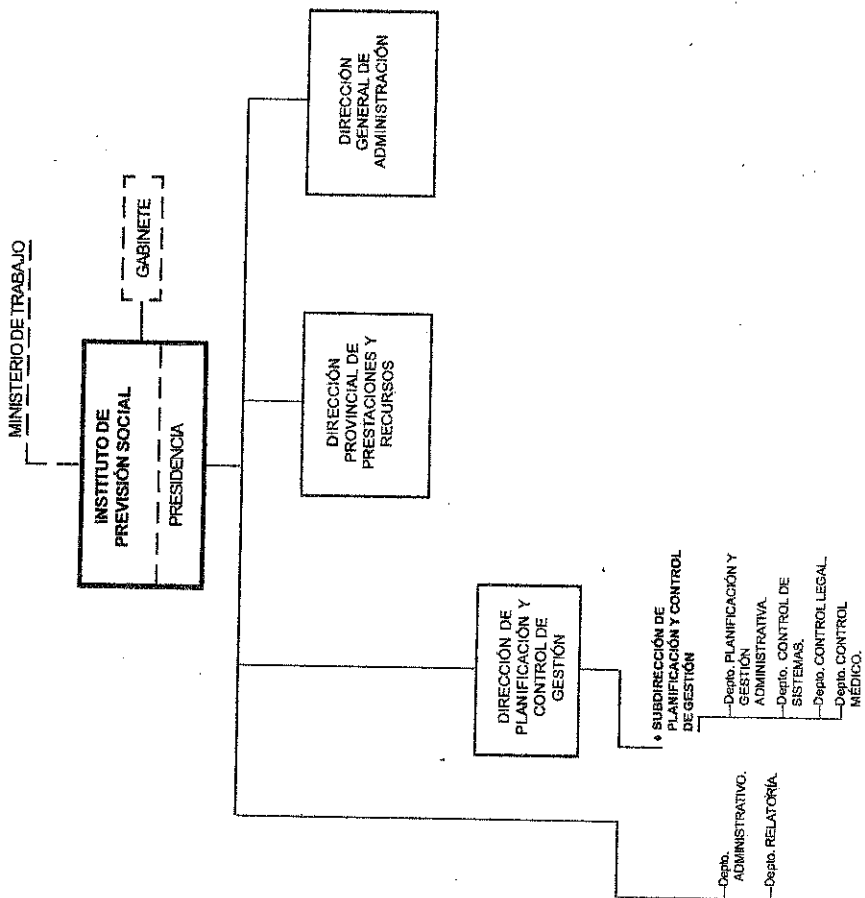 MINISTERIO DE TRABAJO
INSTITUTO DE
PREVISIÓN SOCIAL
PRESIDENCIA
GABINETE
DIRECCIÓN DE
PLANIFICACIÓN Y
CONTROL DE
GESTIÓN
DIRECCIÓN
PROVINCIAL DE
PRESTACIONES Y
RECURSOS
DIRECCIÓN
GENERAL DE
ADMINISTRACIÓN
Depto.
ADMINISTRATIVO.
Depto. RELATORÍA.
♦ SUBDIRECCIÓN DE
PLANIFICACIÓN Y CONTROL
DE GESTIÓN
Depto. PLANIFICACIÓN Y
GESTIÓN
ADMINISTRATIVA.
Depto. CONTROL DE
SISTEMAS.
Depto. CONTROL LEGAL.
Depto. CONTROL
MÉDICO.